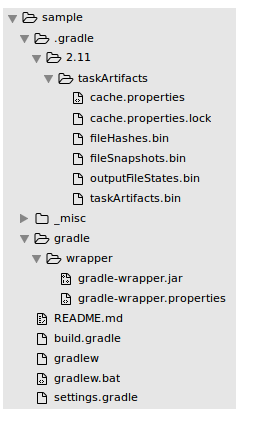 sample
.gradle
2.11
taskArtifacts
cache.properties
cache.properties.lock
fileHashes.bin
fileSnapshots.bin
outputFileStates.bin
taskArtifacts.bin
_misc
gradle
wrapper
gradle-wrapper.jar
gradle-wrapper.properties
README.md
build.gradle
gradlew
gradlew.bat
settings.gradle